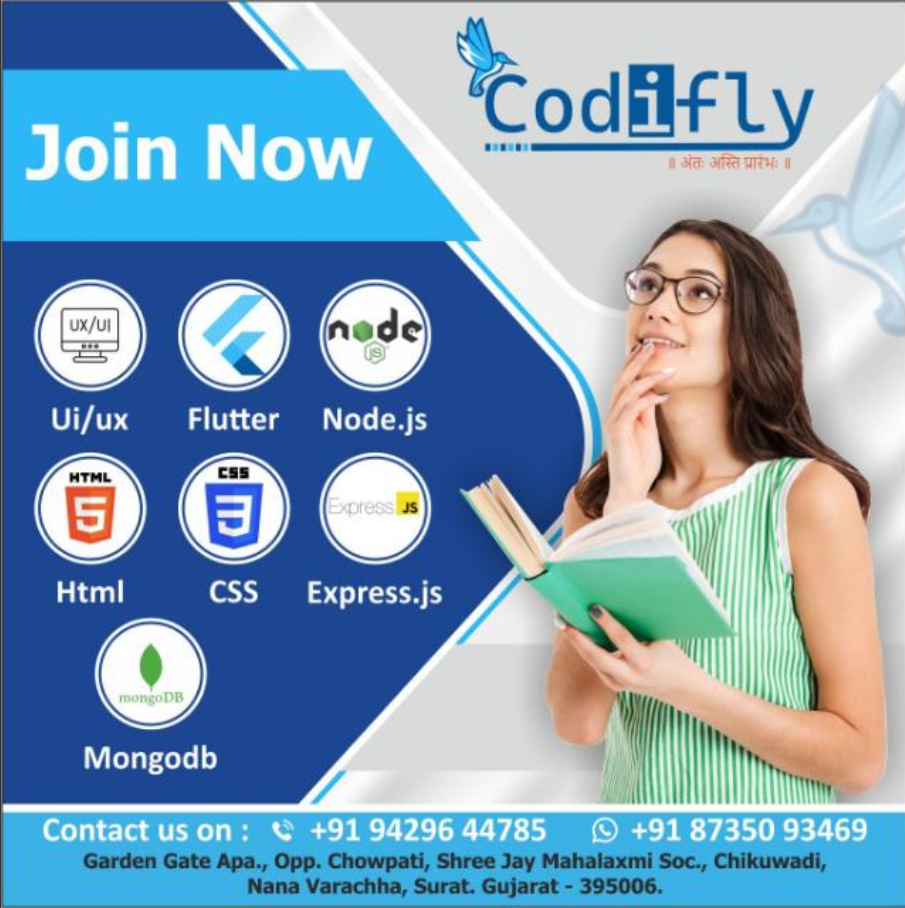 Codifly
॥ अंतः अस्ति प्रारंभः ॥
Join Now
UX/UI
Ui/ux
Flutter
node
JS
Node.js
HTML
5
Html
CSS
3
CSS
Express JS
Express.js
mongoDB
Mongodb
Contact us on : +91 94296 44785 +91 87350 93469
Garden Gate Apa., Opp. Chowpati, Shree Jay Mahalaxmi Soc., Chikuwadi,
Nana Varachha, Surat. Gujarat - 395006.